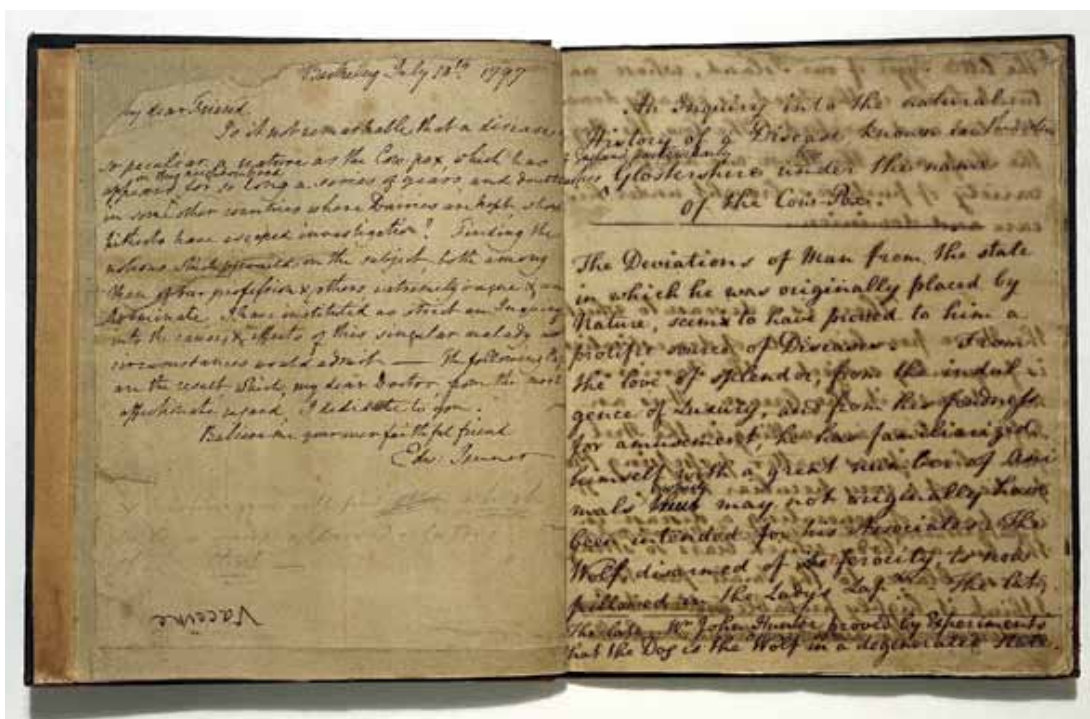 Berkeley July 10th 1797
My dear Friend
Is it not remarkable that a disease
so peculiar a nature as the Cow pox, which has
appeared in this and
for so long a series of years, and
in some other countries where Dairies are kept, should
hitherto have escaped investigation? Finding the
notions on the subject, both among
Men of our profession & others extremely vague &
I have instituted as strict an Inquiry
into the causes & effects of this singular malady as
circumstances would admit — The following
are the result, which, my dear Doctor from the most
affectionate regard, I dedicate to you.
Believe me your ever faithful friend
Edw: Jenner
Vaccine
An Inquiry into the natural
History of a Disease known in
England particularly
Glostershire under the name
of the Cow Pox.
The Deviations of Man from the state
in which he was originally placed by
Nature, seems to have proved to him a
prolific source of Diseases. From
the love of splendor, from the indul
gence of Luxury, and from his fondness
for amusement, he has familiarized
himself with a great number of Ani
mals may not originally have
been intended for his Associates. The
Wolf disarmed of its ferocity, is now
pillowed in the Ladys Lap. The
The late Mr John Hunter proved by Experiments
that the Dog is the Wolf in a degenerated State.